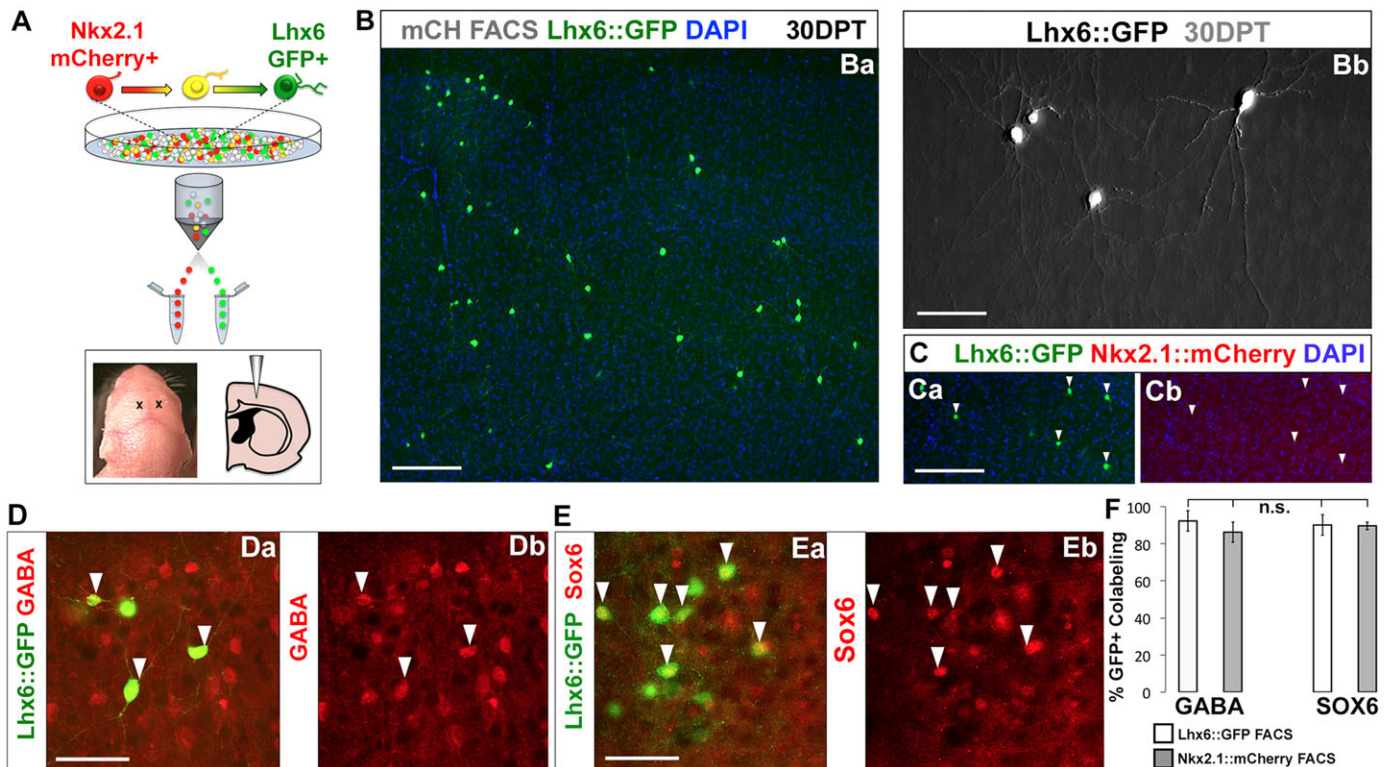 A
Nkx2.1
mCherry+
Lhx6
GFP+
x x
B
mCH FACS Lhx6::GFP DAPI 30DPT
Ba
Lhx6::GFP 30DPT
Bb
C Lhx6::GFP Nkx2.1::mCherry DAPI
Ca
Cb
D
Lhx6::GFP GABA
Da
GABA
Db
E
Lhx6::GFP Sox6
Ea
Sox6
Eb
F
n.s.
% GFP+ Colabeling
100
80
60
40
20
0
GABA SOX6
Lhx6::GFP FACS
Nkx2.1::mCherry FACS